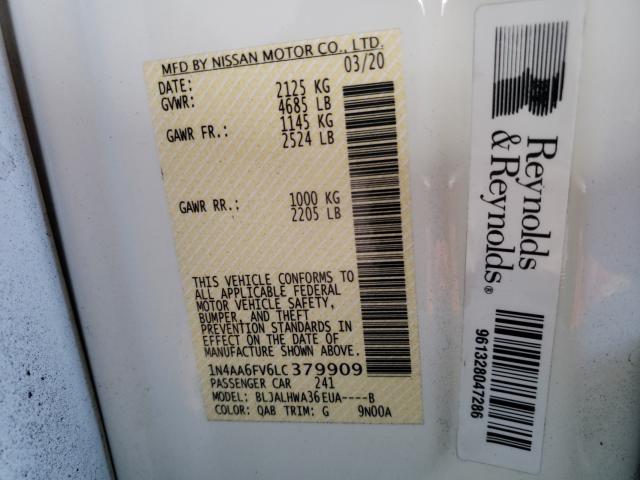 MFD BY NISSAN MOTOR CO., LTD.
DATE: 03/20
GVWR: 2125 KG
4685 LB
GAWR FR.: 1145 KG
2524 LB
GAWR RR.: 1000 KG
2205 LB
THIS VEHICLE CONFORMS TO
ALL APPLICABLE FEDERAL
MOTOR VEHICLE SAFETY,
BUMPER, AND THEFT
PREVENTION STANDARDS IN
EFFECT ON THE DATE OF
MANUFACTURE SHOWN ABOVE.
1N4AA6FV6LC379909
PASSENGER CAR 241
MODEL: BLJALHWA36EUA----B
COLOR: QAB TRIM: G 9N00A
Reynolds
& Reynolds®
961328047286